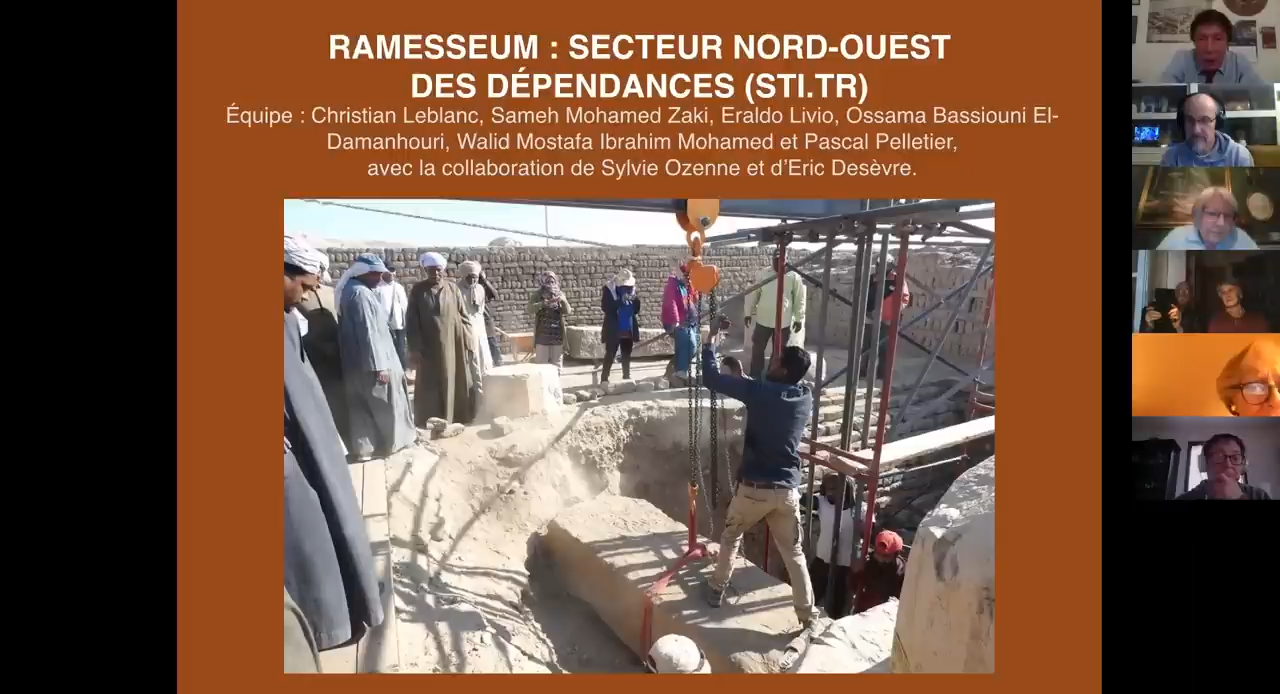 RAMESSEUM : SECTEUR NORD-OUEST
DES DÉPENDANCES (STI.TR)
Équipe : Christian Leblanc, Sameh Mohamed Zaki, Eraldo Livio, Ossama Bassiouni El-
Damanhouri, Walid Mostafa Ibrahim Mohamed et Pascal Pelletier,
avec la collaboration de Sylvie Ozenne et d’Eric Desèvre.